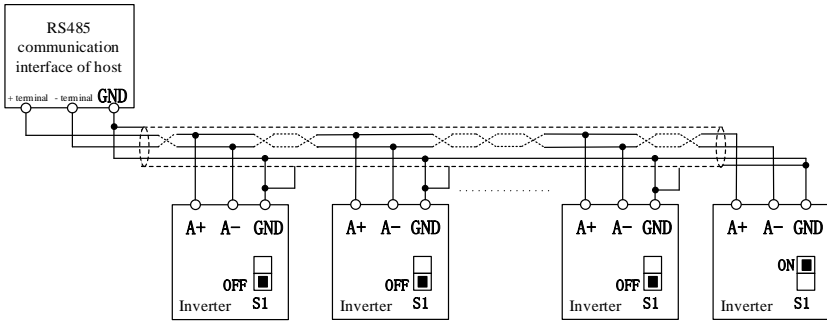 RS485
communication
interface of host
+ terminal - terminal GND
A+ A- GND
OFF
Inverter S1
A+ A- GND
OFF
Inverter S1
A+ A- GND
OFF
Inverter S1
A+ A- GND
ON
Inverter S1